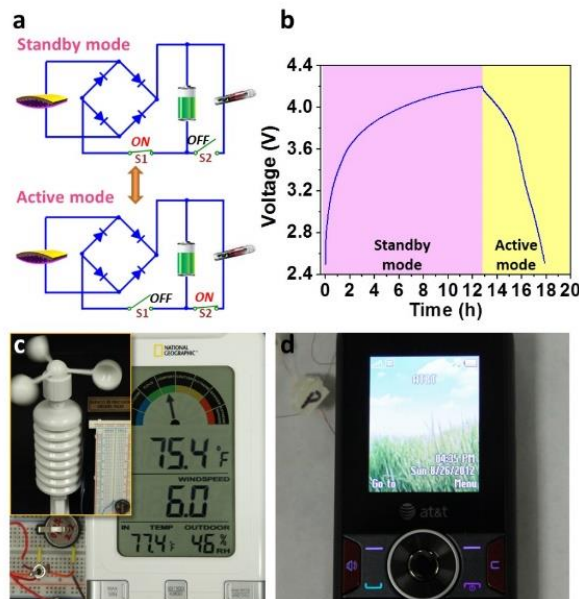 a
Standby mode
ON
OFF
S1
S2
Active mode
OFF
ON
S1
S2
b
Voltage (V)
4.4
4.0
3.6
3.2
2.8
2.4
Standby mode
Active mode
0 2 4 6 8 10 12 14 16 18 20
Time (h)
c
NATIONAL GEOGRAPHIC™
75.4 °F
WINDSPEED
6.0
IN TEMP OUTDOOR
77.4 °F 46 % RH
d
AT&T
04:35 PM
Sun 8/26/2012
Go to Menu
at&t